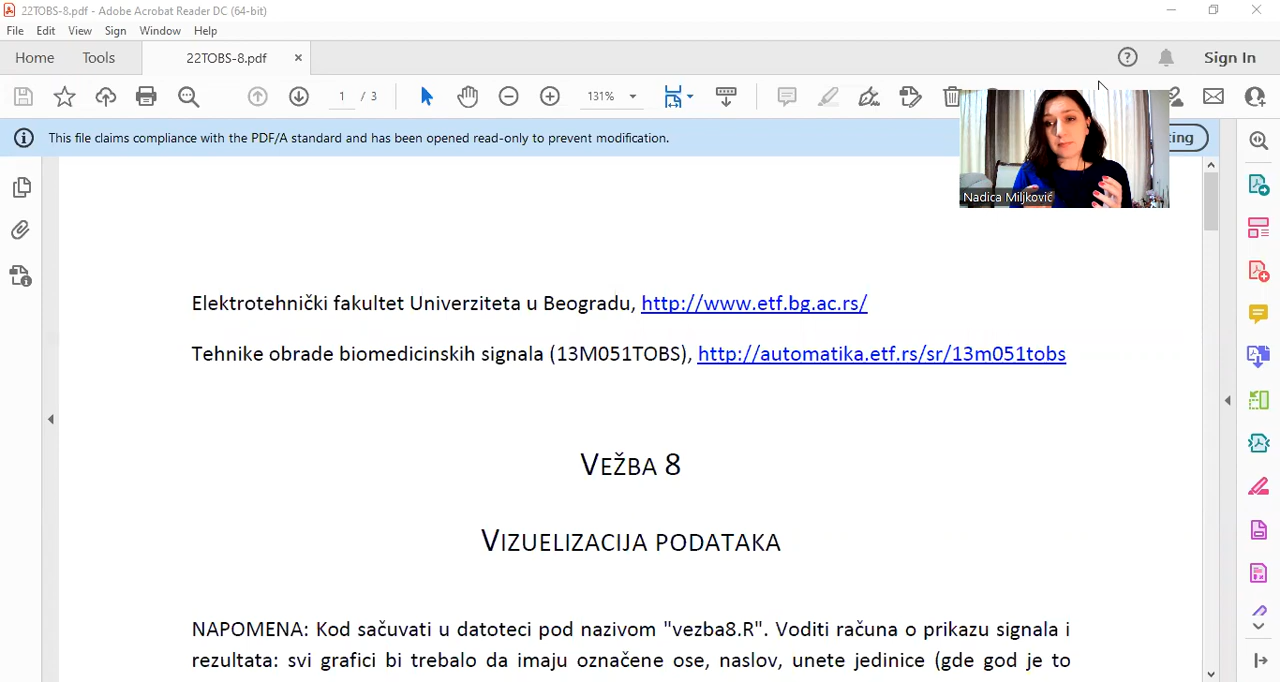 22TOBS-8.pdf - Adobe Acrobat Reader DC (64-bit)
File Edit View Sign Window Help
Home Tools 22TOBS-8.pdf Sign In
1 / 3 131%
This file claims compliance with the PDF/A standard and has been opened read-only to prevent modification.
Nadica Miljković
Elektrotehnički fakultet Univerziteta u Beogradu, http://www.etf.bg.ac.rs/
Tehnike obrade biomedicinskih signala (13M051TOBS), http://automatika.etf.rs/sr/13m051tobs
VEŽBA 8
VIZUELIZACIJA PODATAKA
NAPOMENA: Kod sačuvati u datoteci pod nazivom "vezba8.R". Voditi računa o prikazu signala i
rezultata: svi grafici bi trebalo da imaju označene ose, naslov, unete jedinice (gde god je to